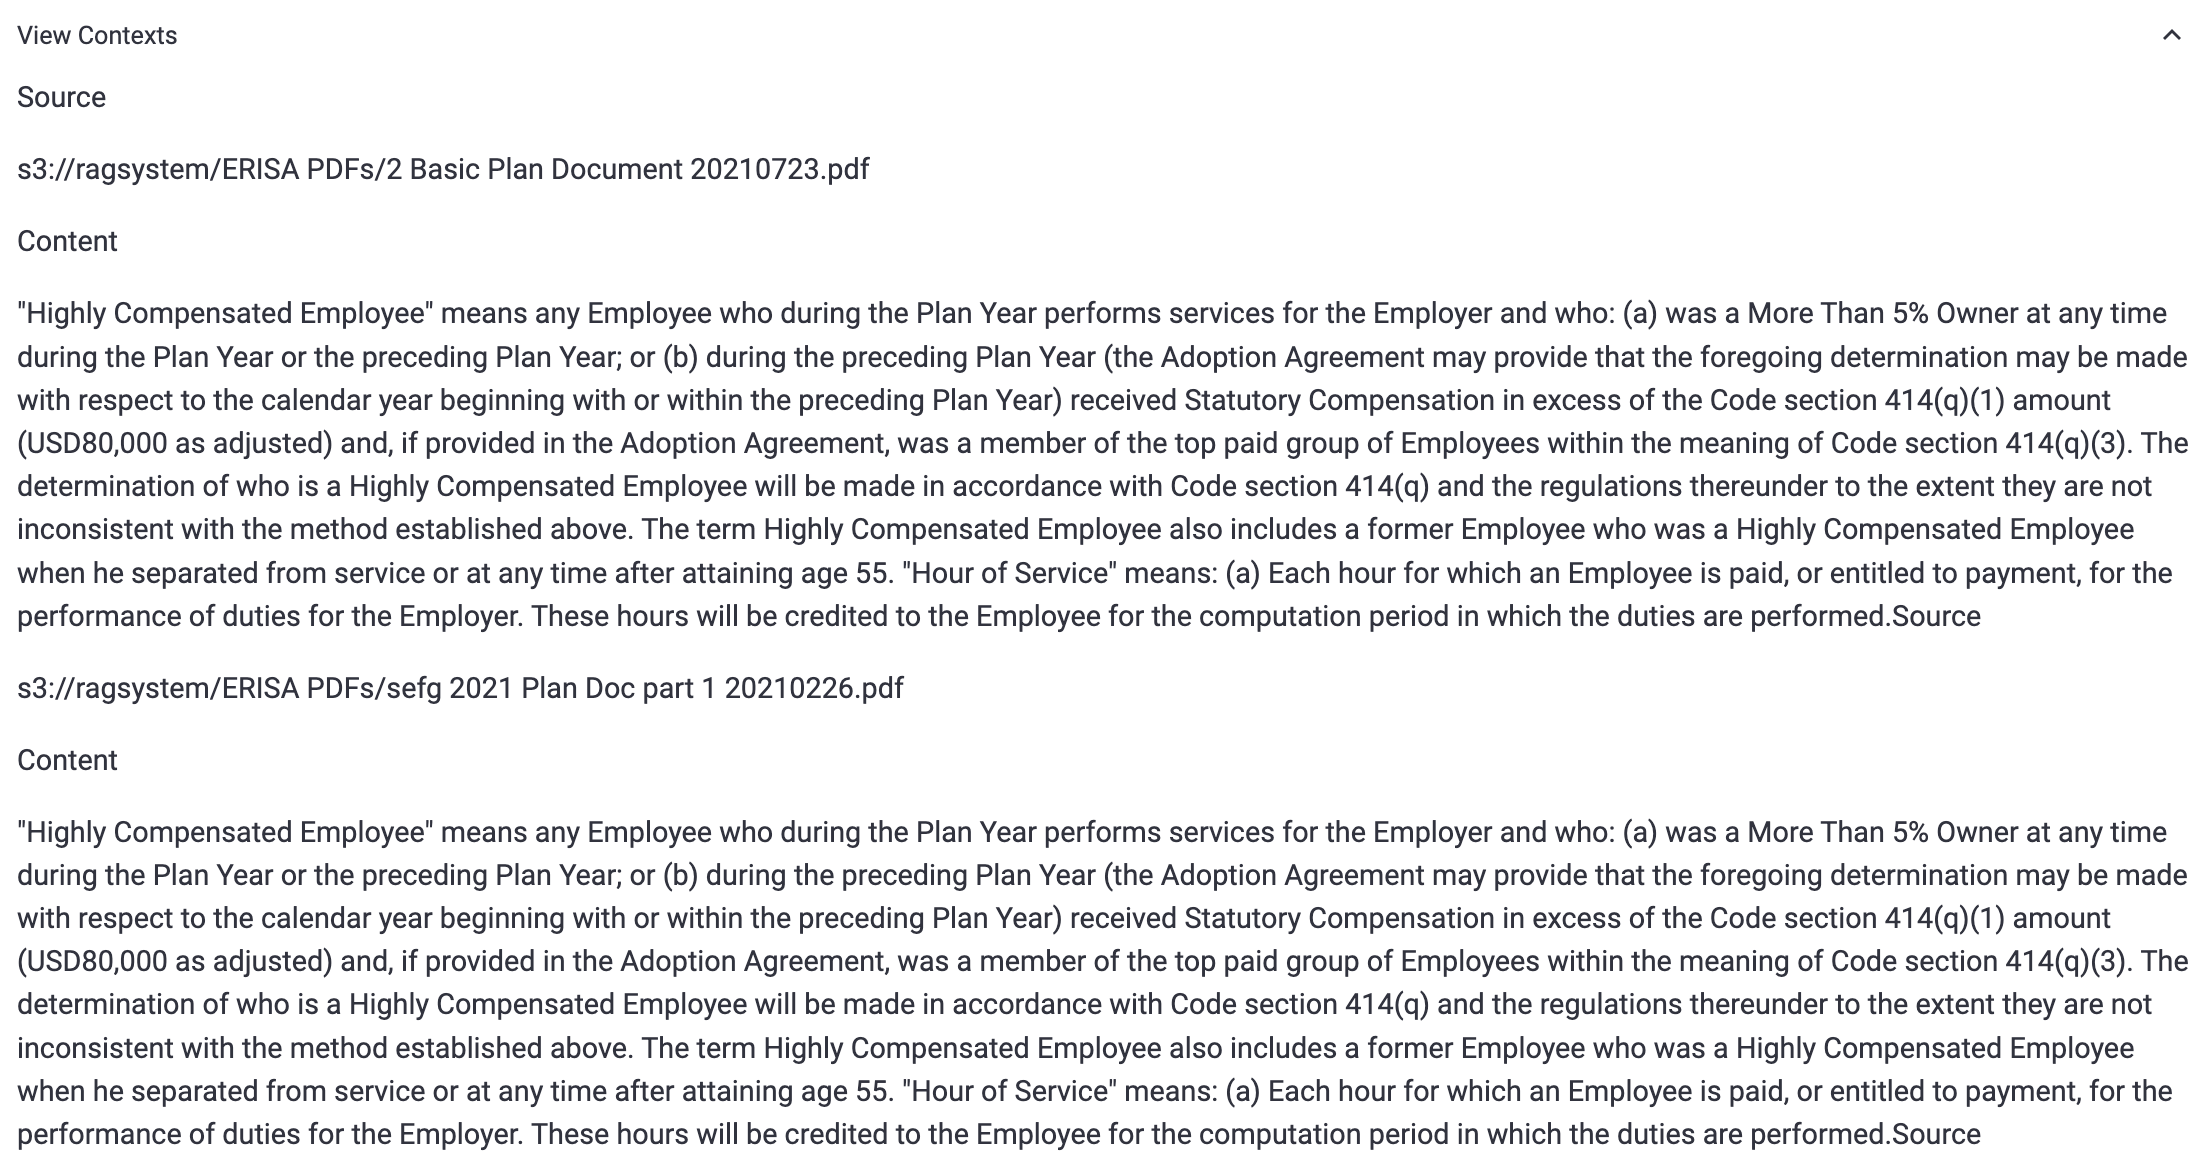 View Contexts
Source
s3://ragsystem/ERISA PDFs/2 Basic Plan Document 20210723.pdf
Content
"Highly Compensated Employee" means any Employee who during the Plan Year performs services for the Employer and who: (a) was a More Than 5% Owner at any time
during the Plan Year or the preceding Plan Year; or (b) during the preceding Plan Year (the Adoption Agreement may provide that the foregoing determination may be made
with respect to the calendar year beginning with or within the preceding Plan Year) received Statutory Compensation in excess of the Code section 414(q)(1) amount
(USD80,000 as adjusted) and, if provided in the Adoption Agreement, was a member of the top paid group of Employees within the meaning of Code section 414(q)(3). The
determination of who is a Highly Compensated Employee will be made in accordance with Code section 414(q) and the regulations thereunder to the extent they are not
inconsistent with the method established above. The term Highly Compensated Employee also includes a former Employee who was a Highly Compensated Employee
when he separated from service or at any time after attaining age 55. "Hour of Service" means: (a) Each hour for which an Employee is paid, or entitled to payment, for the
performance of duties for the Employer. These hours will be credited to the Employee for the computation period in which the duties are performed.Source
s3://ragsystem/ERISA PDFs/sefg 2021 Plan Doc part 1 20210226.pdf
Content
"Highly Compensated Employee" means any Employee who during the Plan Year performs services for the Employer and who: (a) was a More Than 5% Owner at any time
during the Plan Year or the preceding Plan Year; or (b) during the preceding Plan Year (the Adoption Agreement may provide that the foregoing determination may be made
with respect to the calendar year beginning with or within the preceding Plan Year) received Statutory Compensation in excess of the Code section 414(q)(1) amount
(USD80,000 as adjusted) and, if provided in the Adoption Agreement, was a member of the top paid group of Employees within the meaning of Code section 414(q)(3). The
determination of who is a Highly Compensated Employee will be made in accordance with Code section 414(q) and the regulations thereunder to the extent they are not
inconsistent with the method established above. The term Highly Compensated Employee also includes a former Employee who was a Highly Compensated Employee
when he separated from service or at any time after attaining age 55. "Hour of Service" means: (a) Each hour for which an Employee is paid, or entitled to payment, for the
performance of duties for the Employer. These hours will be credited to the Employee for the computation period in which the duties are performed.Source